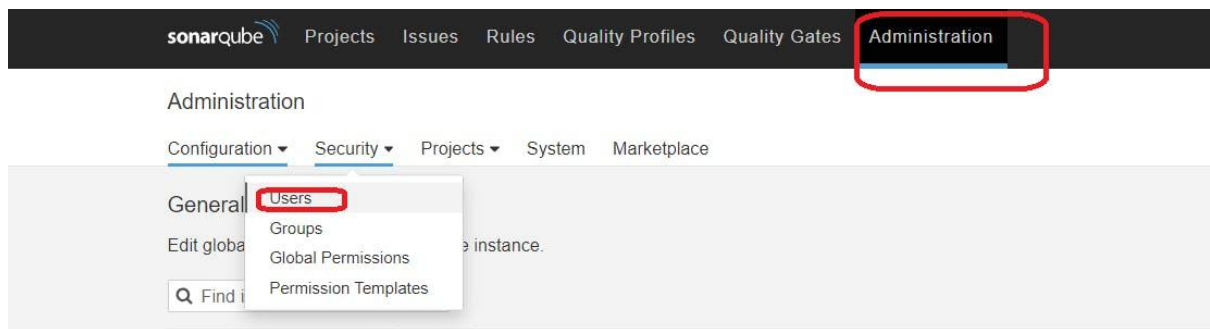 sonarqube Projects Issues Rules Quality Profiles Quality Gates Administration
Administration
Configuration Security Projects System Marketplace
General Users
Groups
Edit globa e instance.
Global Permissions
Find i Permission Templates